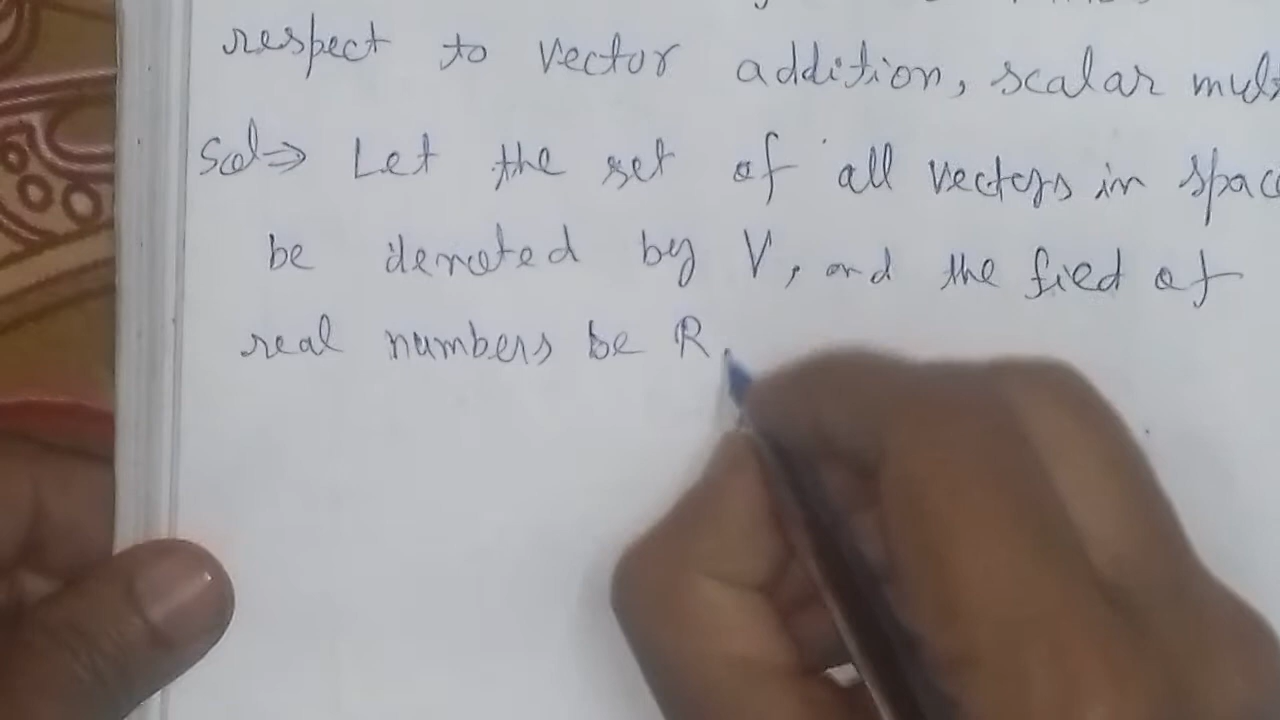 respect to vector addition, scalar mul
Sol⇒ Let the set of all vectors in spac
be denoted by V, and the fied of
real numbers be R.